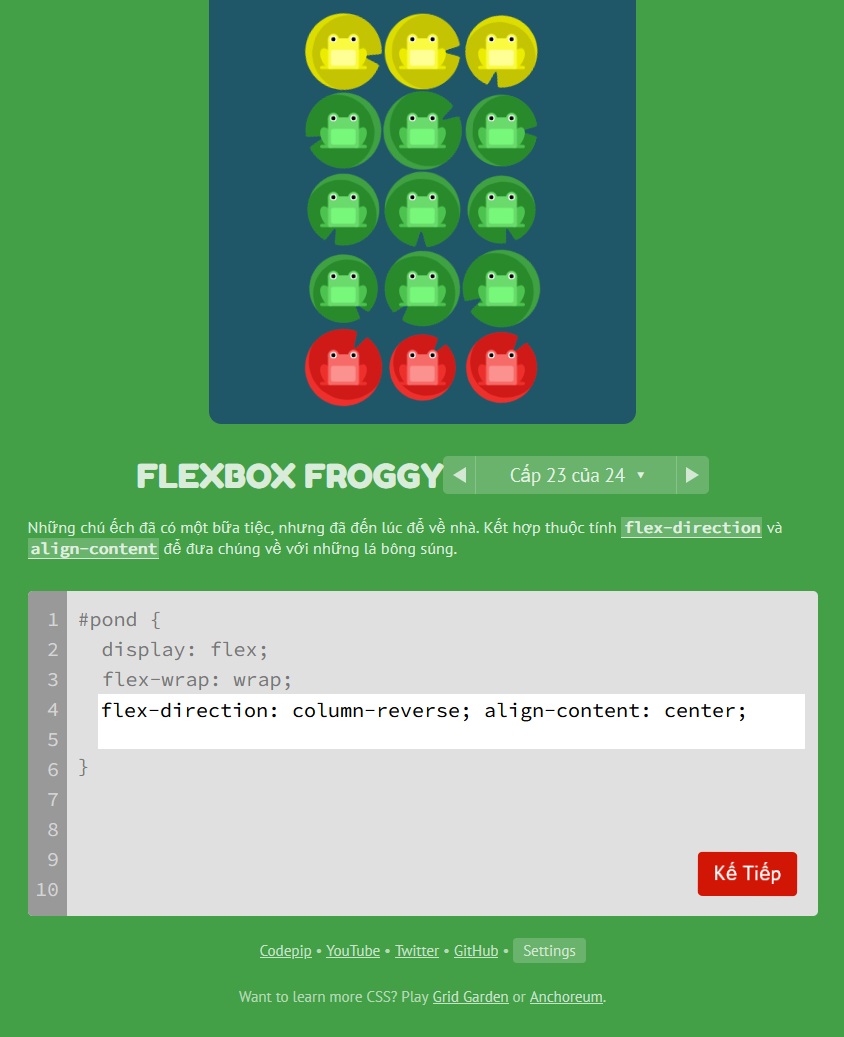 FLEXBOX FROGGY ◀ Cấp 23 của 24 ▼ ▶
Những chú ếch đã có một bữa tiệc, nhưng đã đến lúc để về nhà. Kết hợp thuộc tính flex-direction và
align-content để đưa chúng về với những lá bông súng.
1 #pond {
2 display: flex;
3 flex-wrap: wrap;
4 flex-direction: column-reverse; align-content: center;
5
6 }
7
8
9
10
Kế Tiếp
Codepip • YouTube • Twitter • GitHub • Settings
Want to learn more CSS? Play Grid Garden or Anchoreum.